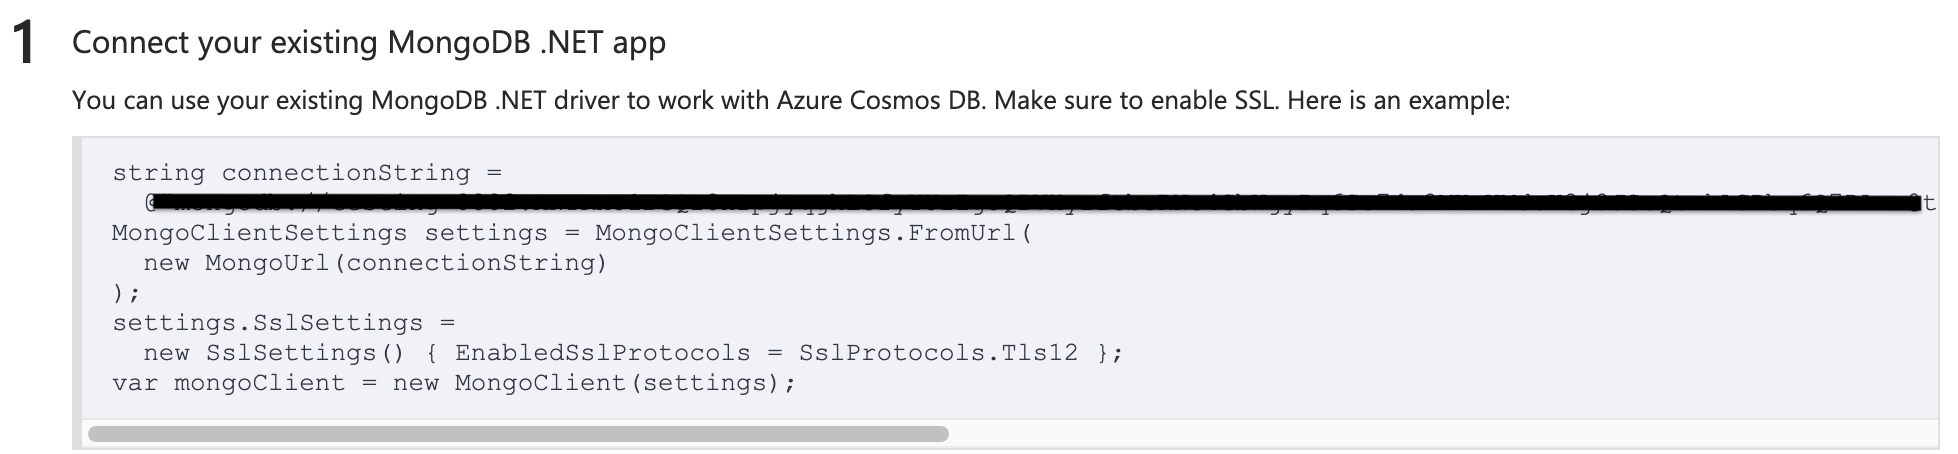 1
Connect your existing MongoDB .NET app
You can use your existing MongoDB .NET driver to work with Azure Cosmos DB. Make sure to enable SSL. Here is an example:
string connectionString =
MongoClientSettings settings = MongoClientSettings.FromUrl(
new MongoUrl(connectionString)
);
settings.SslSettings =
new SslSettings() { EnabledSslProtocols = SslProtocols.Tls12 };
var mongoClient = new MongoClient(settings);